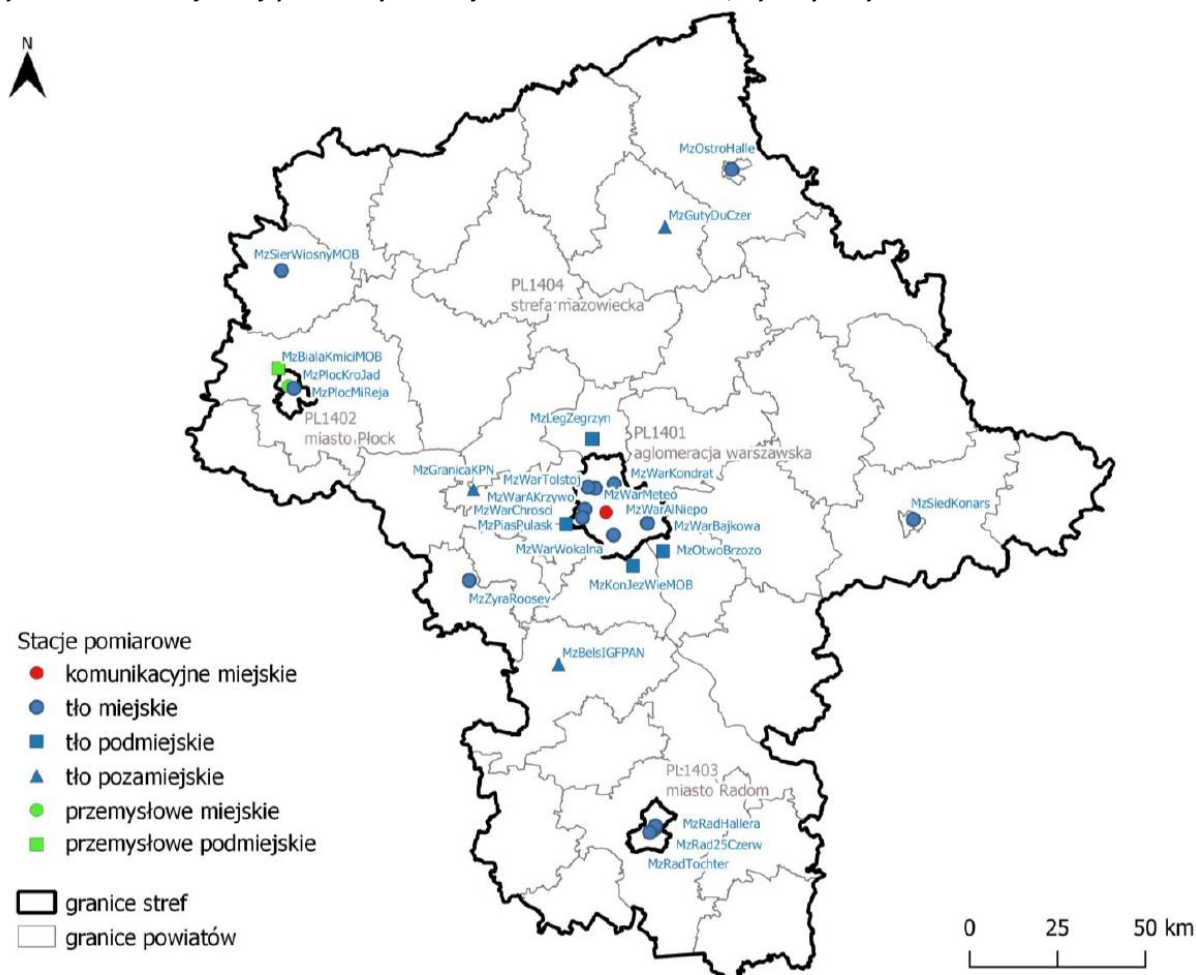 N
MzOstroHalle
MzGutyDuCzer
MzSierWiosnyMOB
PL1404
strefa mazowiecka
MzBialaKmiciMOB
MzPlocKroJad
MzPlocMiReja
PL1402
miasto Płock
MzLegZegrzyn
PL1401
aglomeracja warszawska
MzGranicaKPN
MzWarTolstoj
MzWarKondrat
MzWarAKrzywo
MzWarMeteo
MzWarChrosci
MzWarAlNiepo
MzPiasPulask
MzWarBajkowa
MzSiedKonars
MzWarWokalna
MzOtwoBrzozo
MzKonJezWieMOB
MzZyraRoosev
MzBelsIGFPAN
PL1403
miasto Radom
MzRadHallera
MzRad25Czerw
MzRadTochter
Stacje pomiarowe
komunikacyjne miejskie
tło miejskie
tło podmiejskie
tło pozamiejskie
przemysłowe miejskie
przemysłowe podmiejskie
granice stref
granice powiatów
0 25 50 km